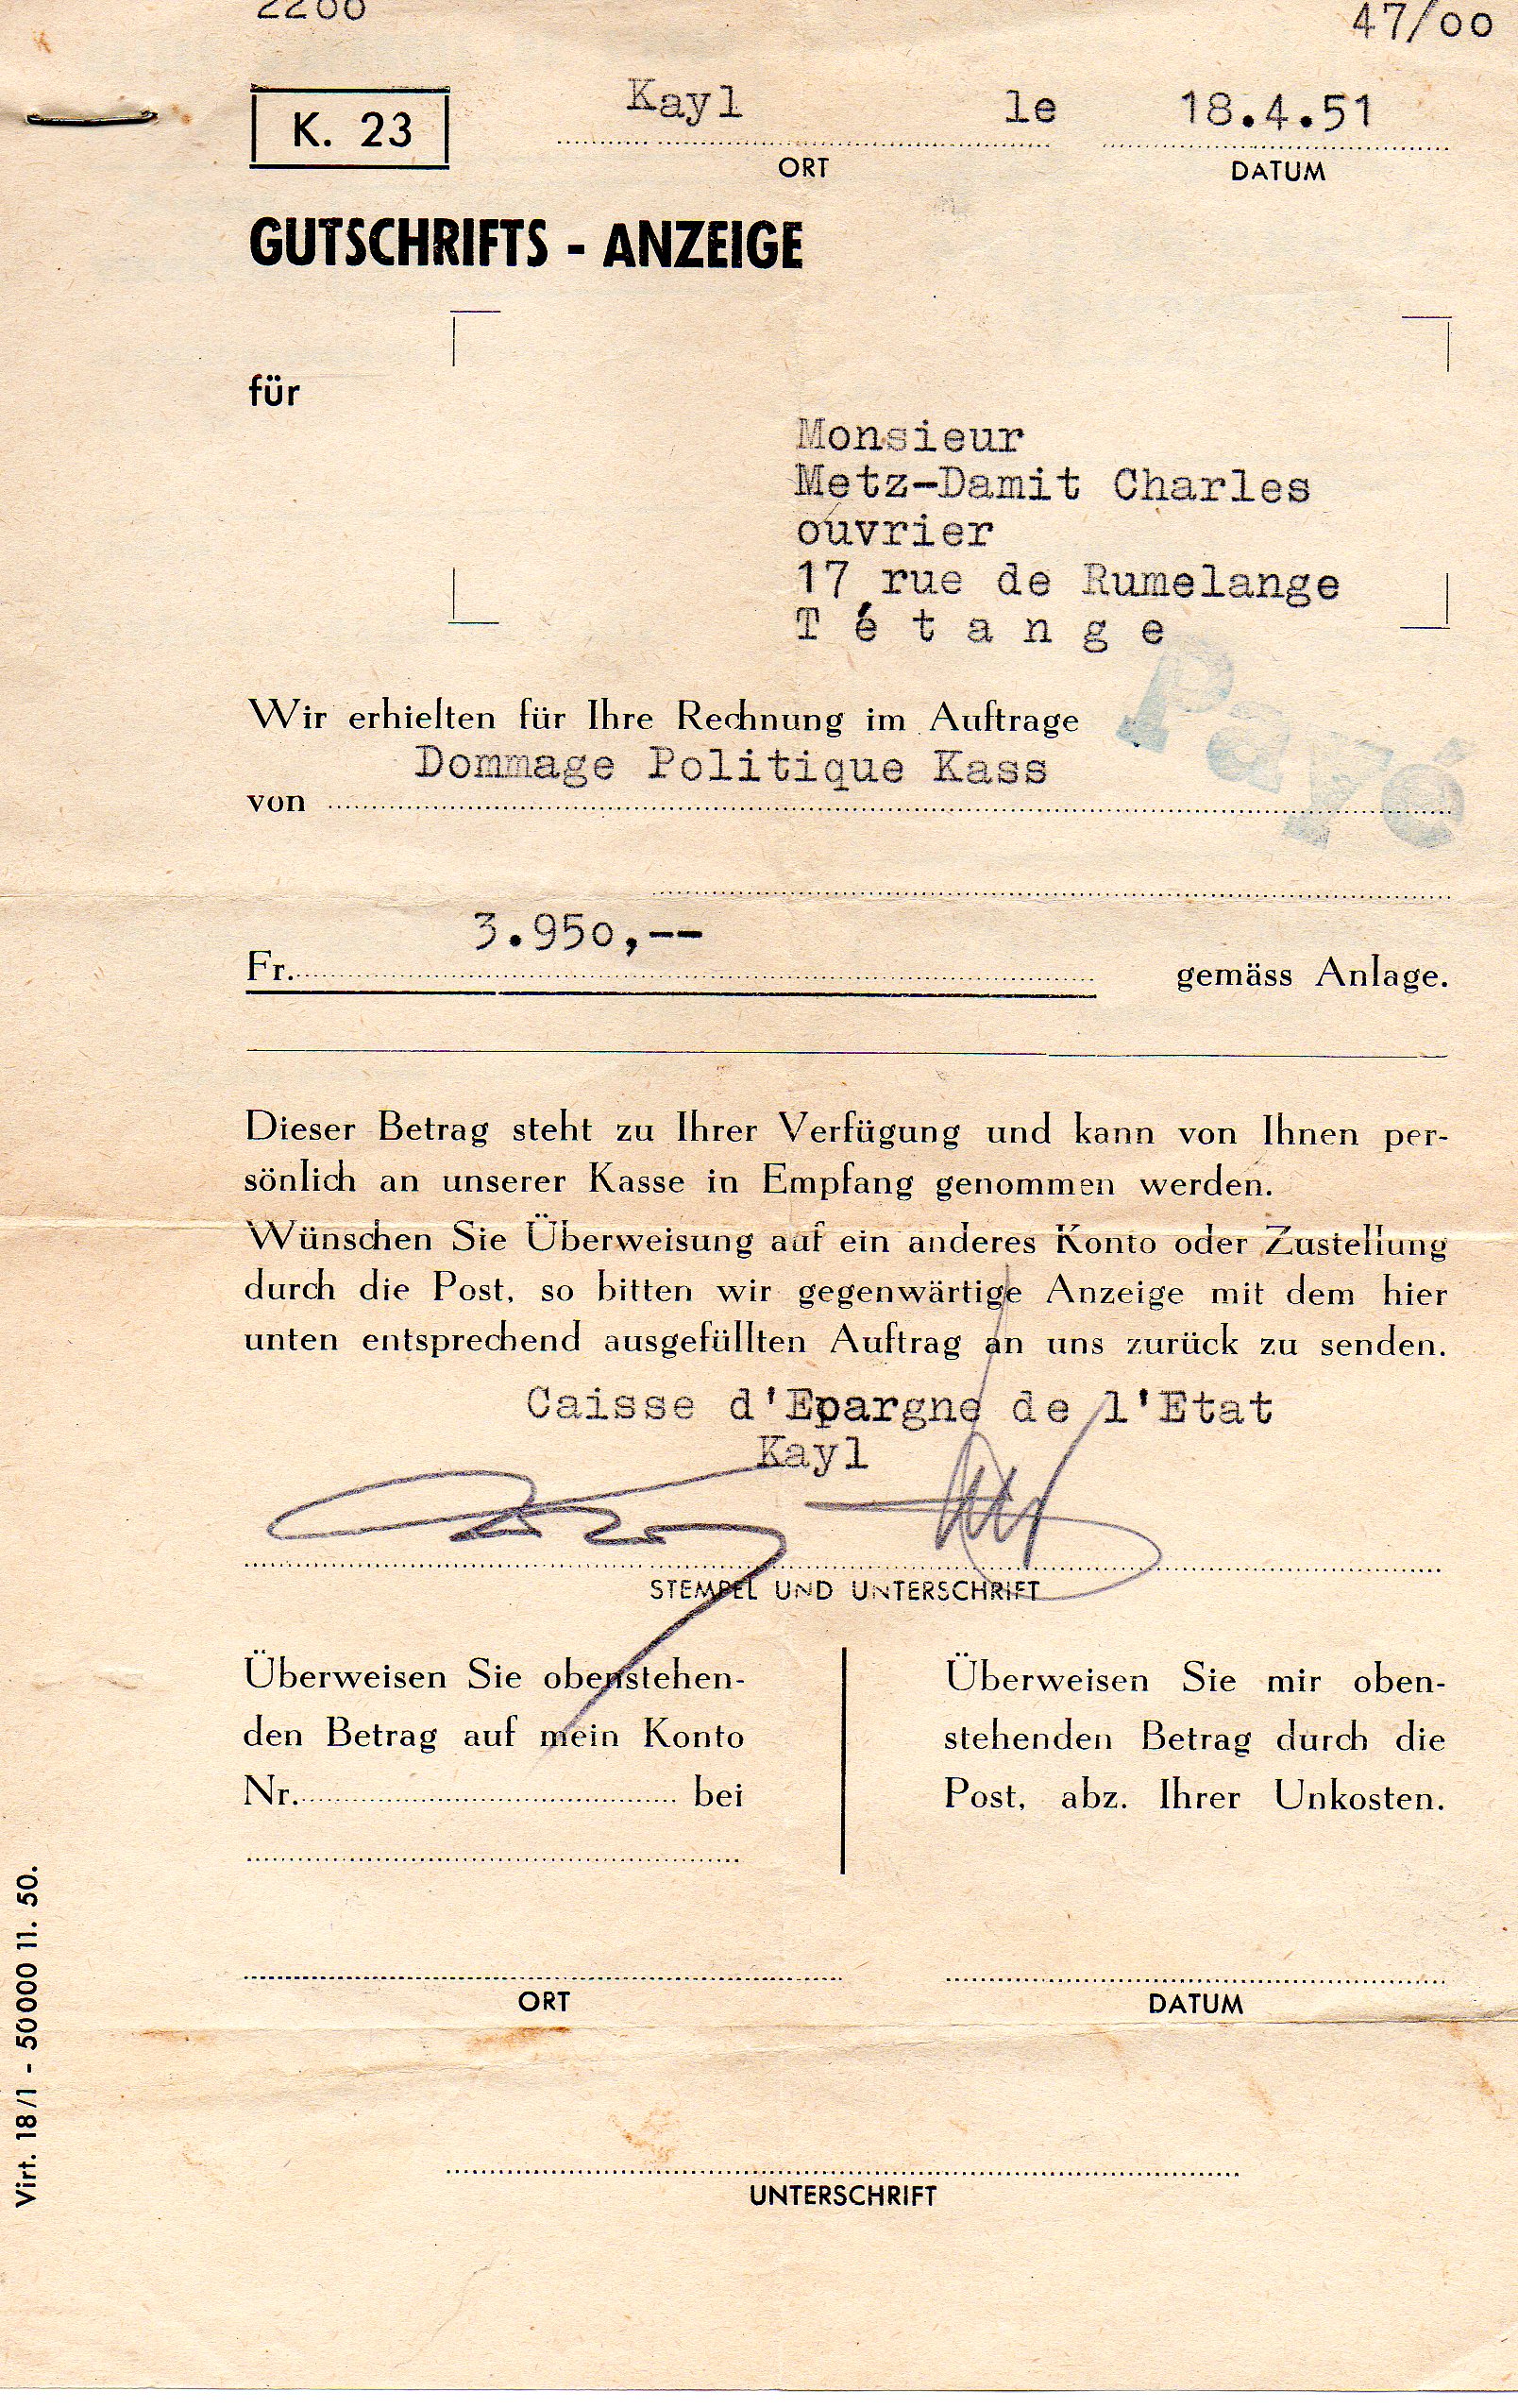 2200
47/00
K. 23
Kayl le 18.4.51
ORT DATUM
GUTSCHRIFTS - ANZEIGE
für
Monsieur
Metz-Damit Charles
ouvrier
17 rue de Rumelange
Tétange
Payé
Wir erhielten für Ihre Rechnung im Auftrage
Dommage Politique Kass
von
3.950,--
Fr. gemäss Anlage.
Dieser Betrag steht zu Ihrer Verfügung und kann von Ihnen per-
sönlich an unserer Kasse in Empfang genommen werden.
Wünschen Sie Überweisung auf ein anderes Konto oder Zustellung
durch die Post, so bitten wir gegenwärtige Anzeige mit dem hier
unten entsprechend ausgefüllten Auftrag an uns zurück zu senden.
Caisse d'Epargne de l'Etat
Kayl
STEMPEL UND UNTERSCHRIFT
Überweisen Sie obenstehen-
den Betrag auf mein Konto
Nr. bei
Überweisen Sie mir oben-
stehenden Betrag durch die
Post, abz. Ihrer Unkosten.
ORT DATUM
UNTERSCHRIFT
Virt. 18/1 - 50000 11. 50.